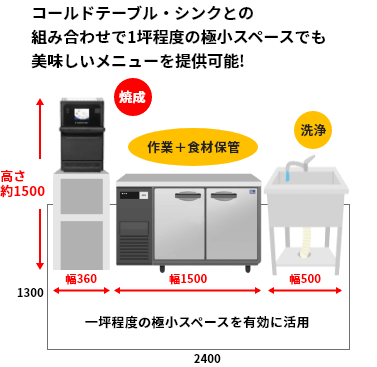 コールドテーブル・シンクとの
組み合わせで1坪程度の極小スペースでも
美味しいメニューを提供可能!
焼成
洗浄
作業＋食材保管
高さ
約1500
幅360
幅1500
幅500
1300
一坪程度の極小スペースを有効に活用
2400